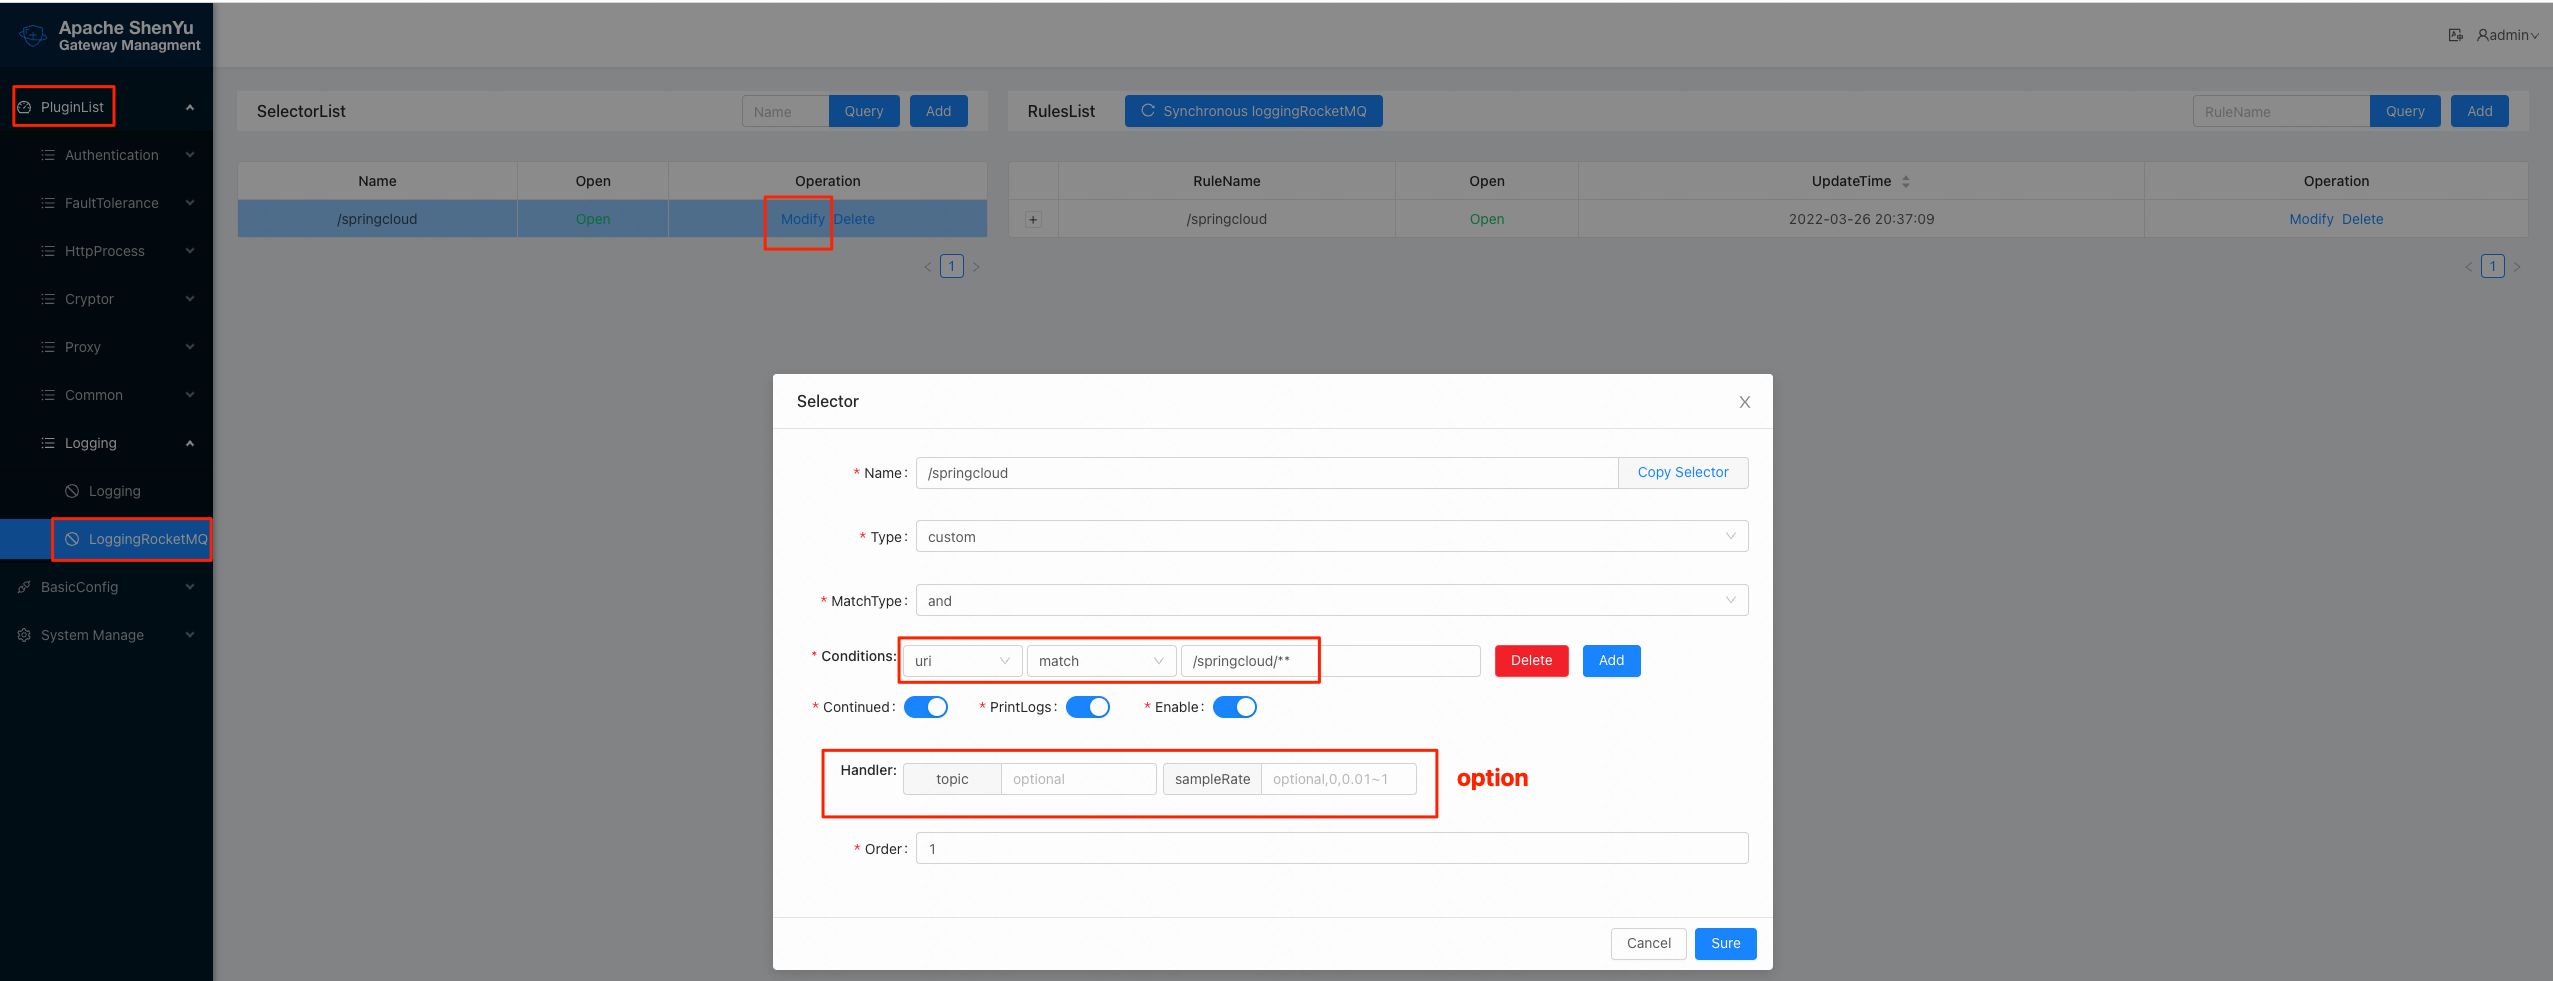 Apache ShenYu
Gateway Managment
admin
PluginList
Authentication
FaultTolerance
HttpProcess
Cryptor
Proxy
Common
Logging
Logging
LoggingRocketMQ
BasicConfig
System Manage
SelectorList
Name
Query
Add
Name Open Operation
/springcloud Open Modify Delete
1
RulesList
Synchronous loggingRocketMQ
RuleName
Query
Add
RuleName Open UpdateTime Operation
+ /springcloud Open 2022-03-26 20:37:09 Modify Delete
1
Selector
* Name: /springcloud Copy Selector
* Type: custom
* MatchType: and
* Conditions: uri match /springcloud/** Delete Add
* Continued: * PrintLogs: * Enable:
Handler: topic optional sampleRate optional,0,0.01~1 option
* Order: 1
Cancel Sure